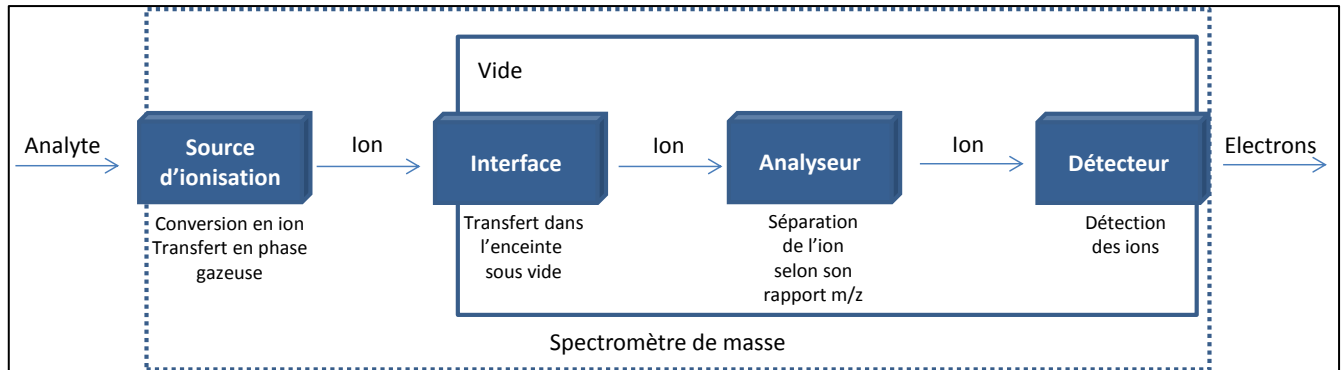 Vide
Analyte
Source
d'ionisation
Ion
Interface
Ion
Analyseur
Ion
Détecteur
Electrons
Conversion en ion
Transfert en phase
gazeuse
Transfert dans
l'enceinte
sous vide
Séparation
de l'ion
selon son
rapport m/z
Détection
des ions
Spectromètre de masse